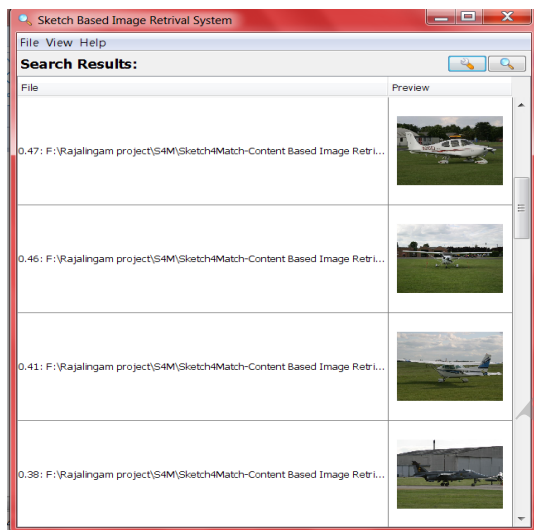 Sketch Based Image Retrival System
File View Help
Search Results:
File Preview
0.47: F:\Rajalingam project\S4M\Sketch4Match-Content Based Image Retri...
0.46: F:\Rajalingam project\S4M\Sketch4Match-Content Based Image Retri...
0.41: F:\Rajalingam project\S4M\Sketch4Match-Content Based Image Retri...
0.38: F:\Rajalingam project\S4M\Sketch4Match-Content Based Image Retri...